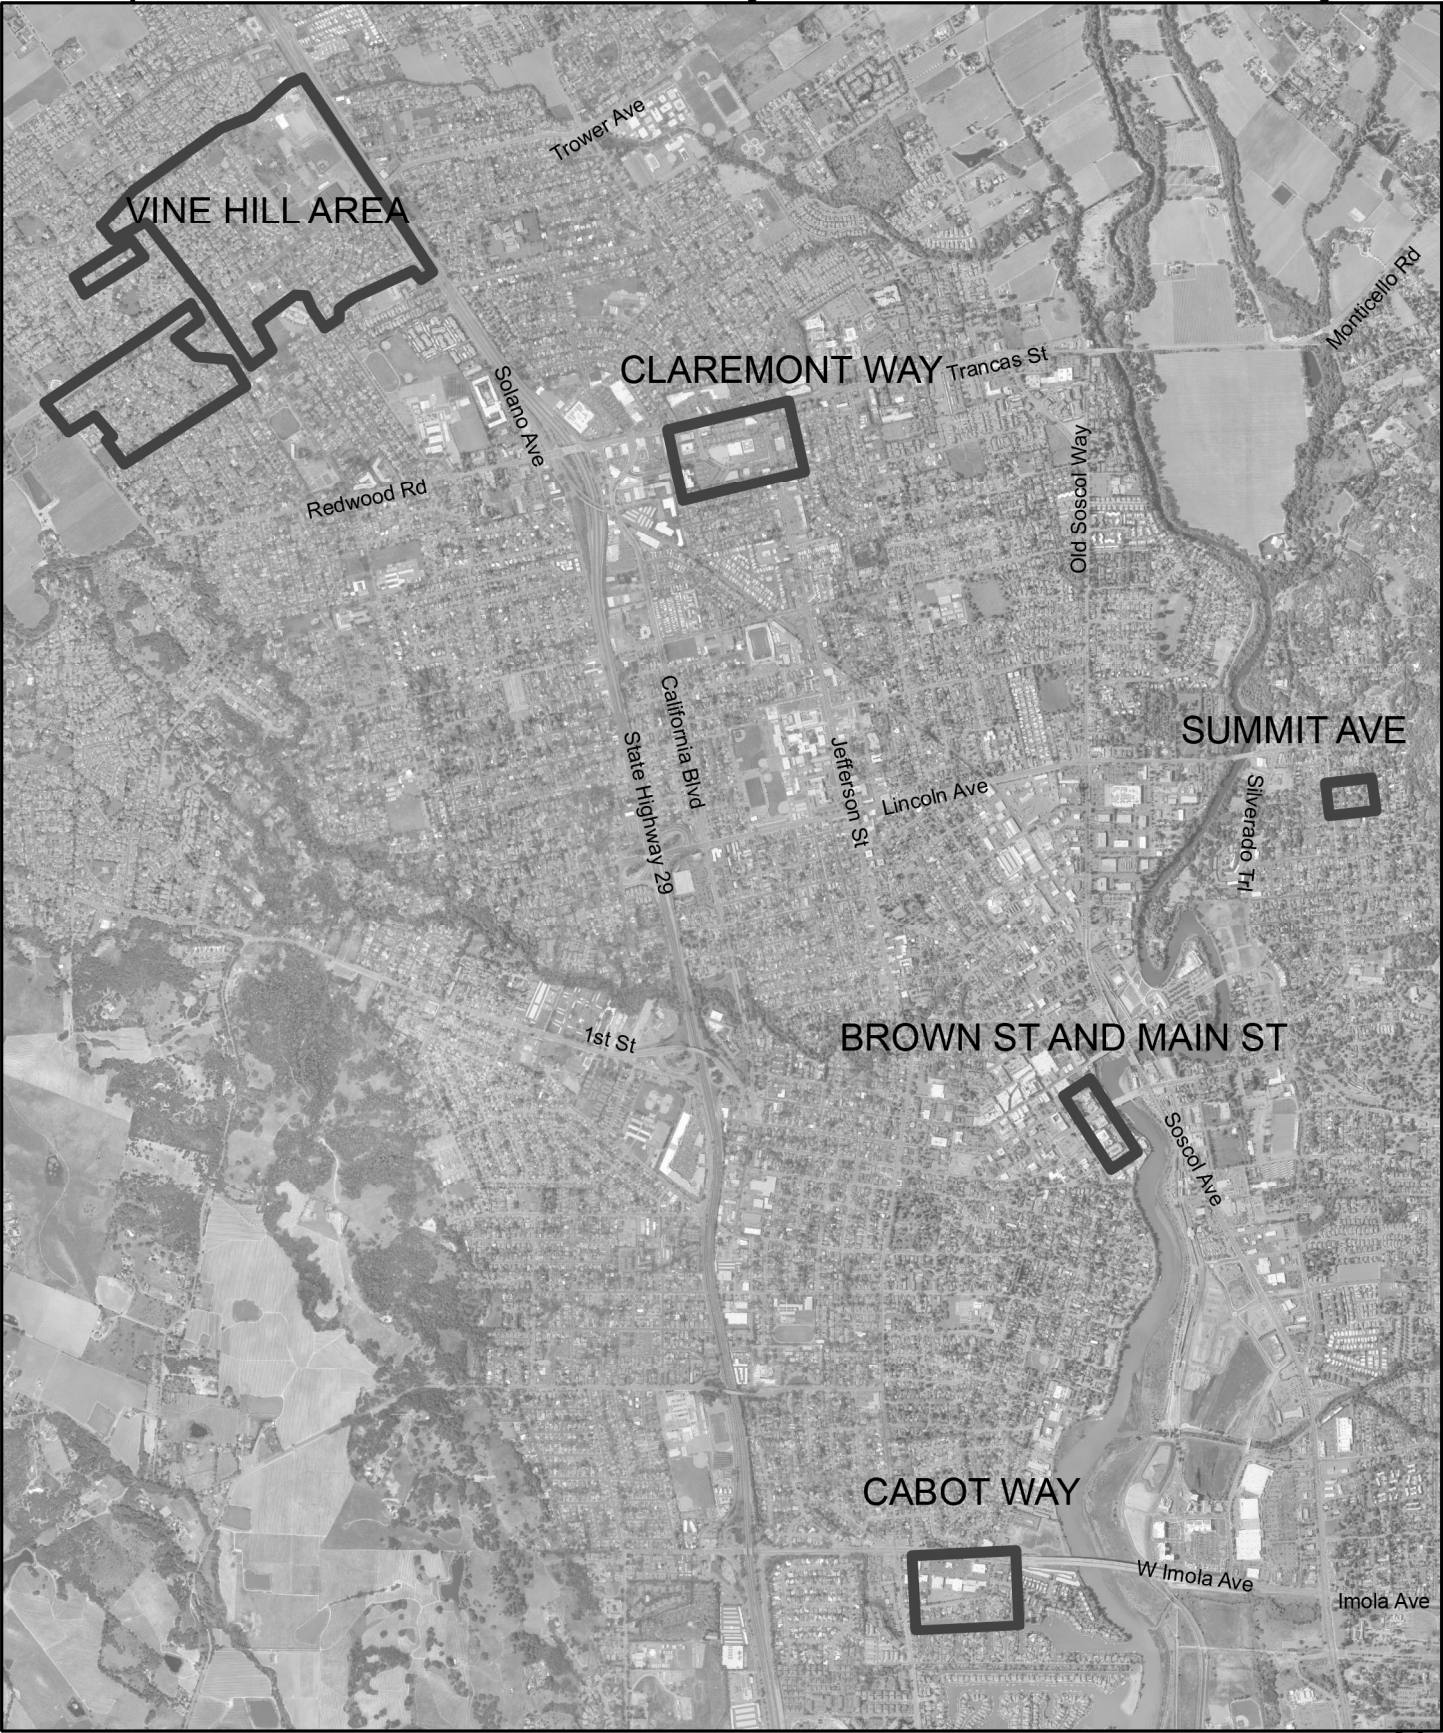 Trower Ave
VINE HILL AREA
Monticello Rd
CLAREMONT WAY
Trancas St
Solano Ave
Old Soscol Way
Redwood Rd
California Blvd
SUMMIT AVE
State Highway 29
Jefferson St
Lincoln Ave
Silverado Trl
1st St
BROWN ST AND MAIN ST
Soscol Ave
CABOT WAY
W Imola Ave
Imola Ave